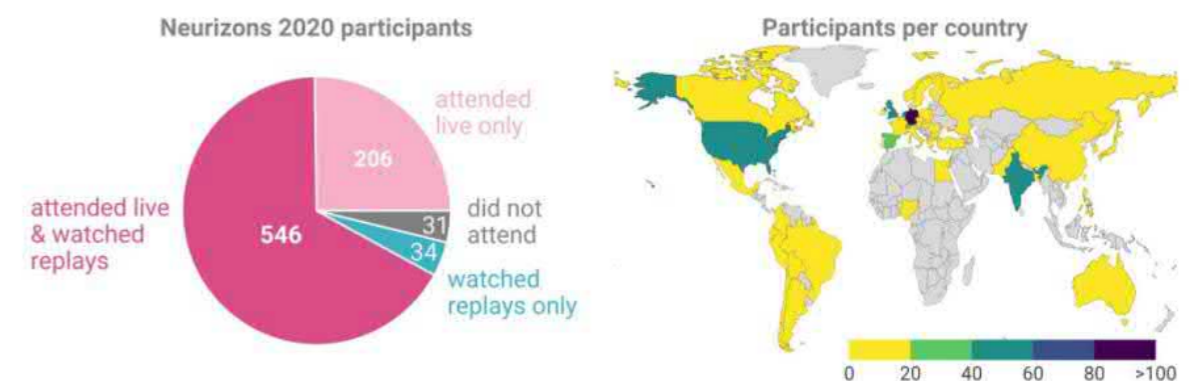 Neurizons 2020 participants
attended
live only
206
attended live
& watched
replays
546
31
did not
attend
34
watched
replays only
Participants per country
0 20 40 60 80 >100